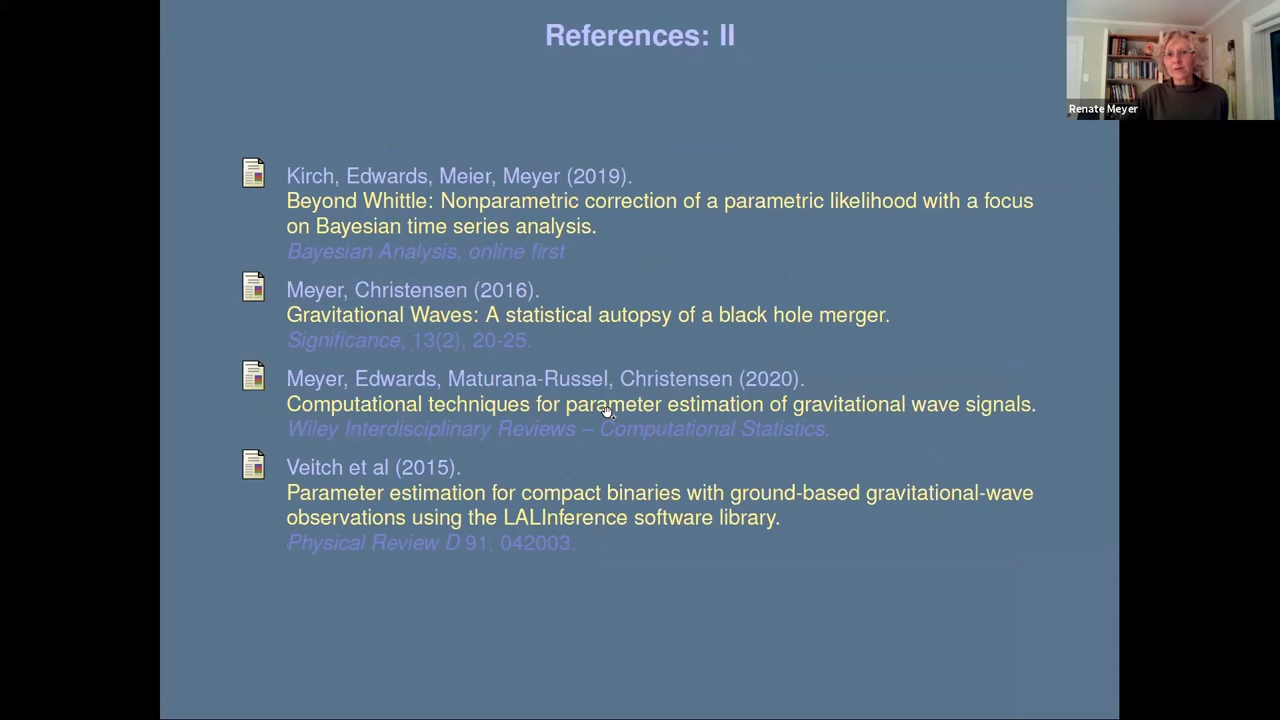 References: II
Renate Meyer
Kirch, Edwards, Meier, Meyer (2019).
Beyond Whittle: Nonparametric correction of a parametric likelihood with a focus
on Bayesian time series analysis.
Bayesian Analysis, online first
Meyer, Christensen (2016).
Gravitational Waves: A statistical autopsy of a black hole merger.
Significance, 13(2), 20-25.
Meyer, Edwards, Maturana-Russel, Christensen (2020).
Computational techniques for parameter estimation of gravitational wave signals.
Wiley Interdisciplinary Reviews – Computational Statistics.
Veitch et al (2015).
Parameter estimation for compact binaries with ground-based gravitational-wave
observations using the LALInference software library.
Physical Review D 91, 042003.